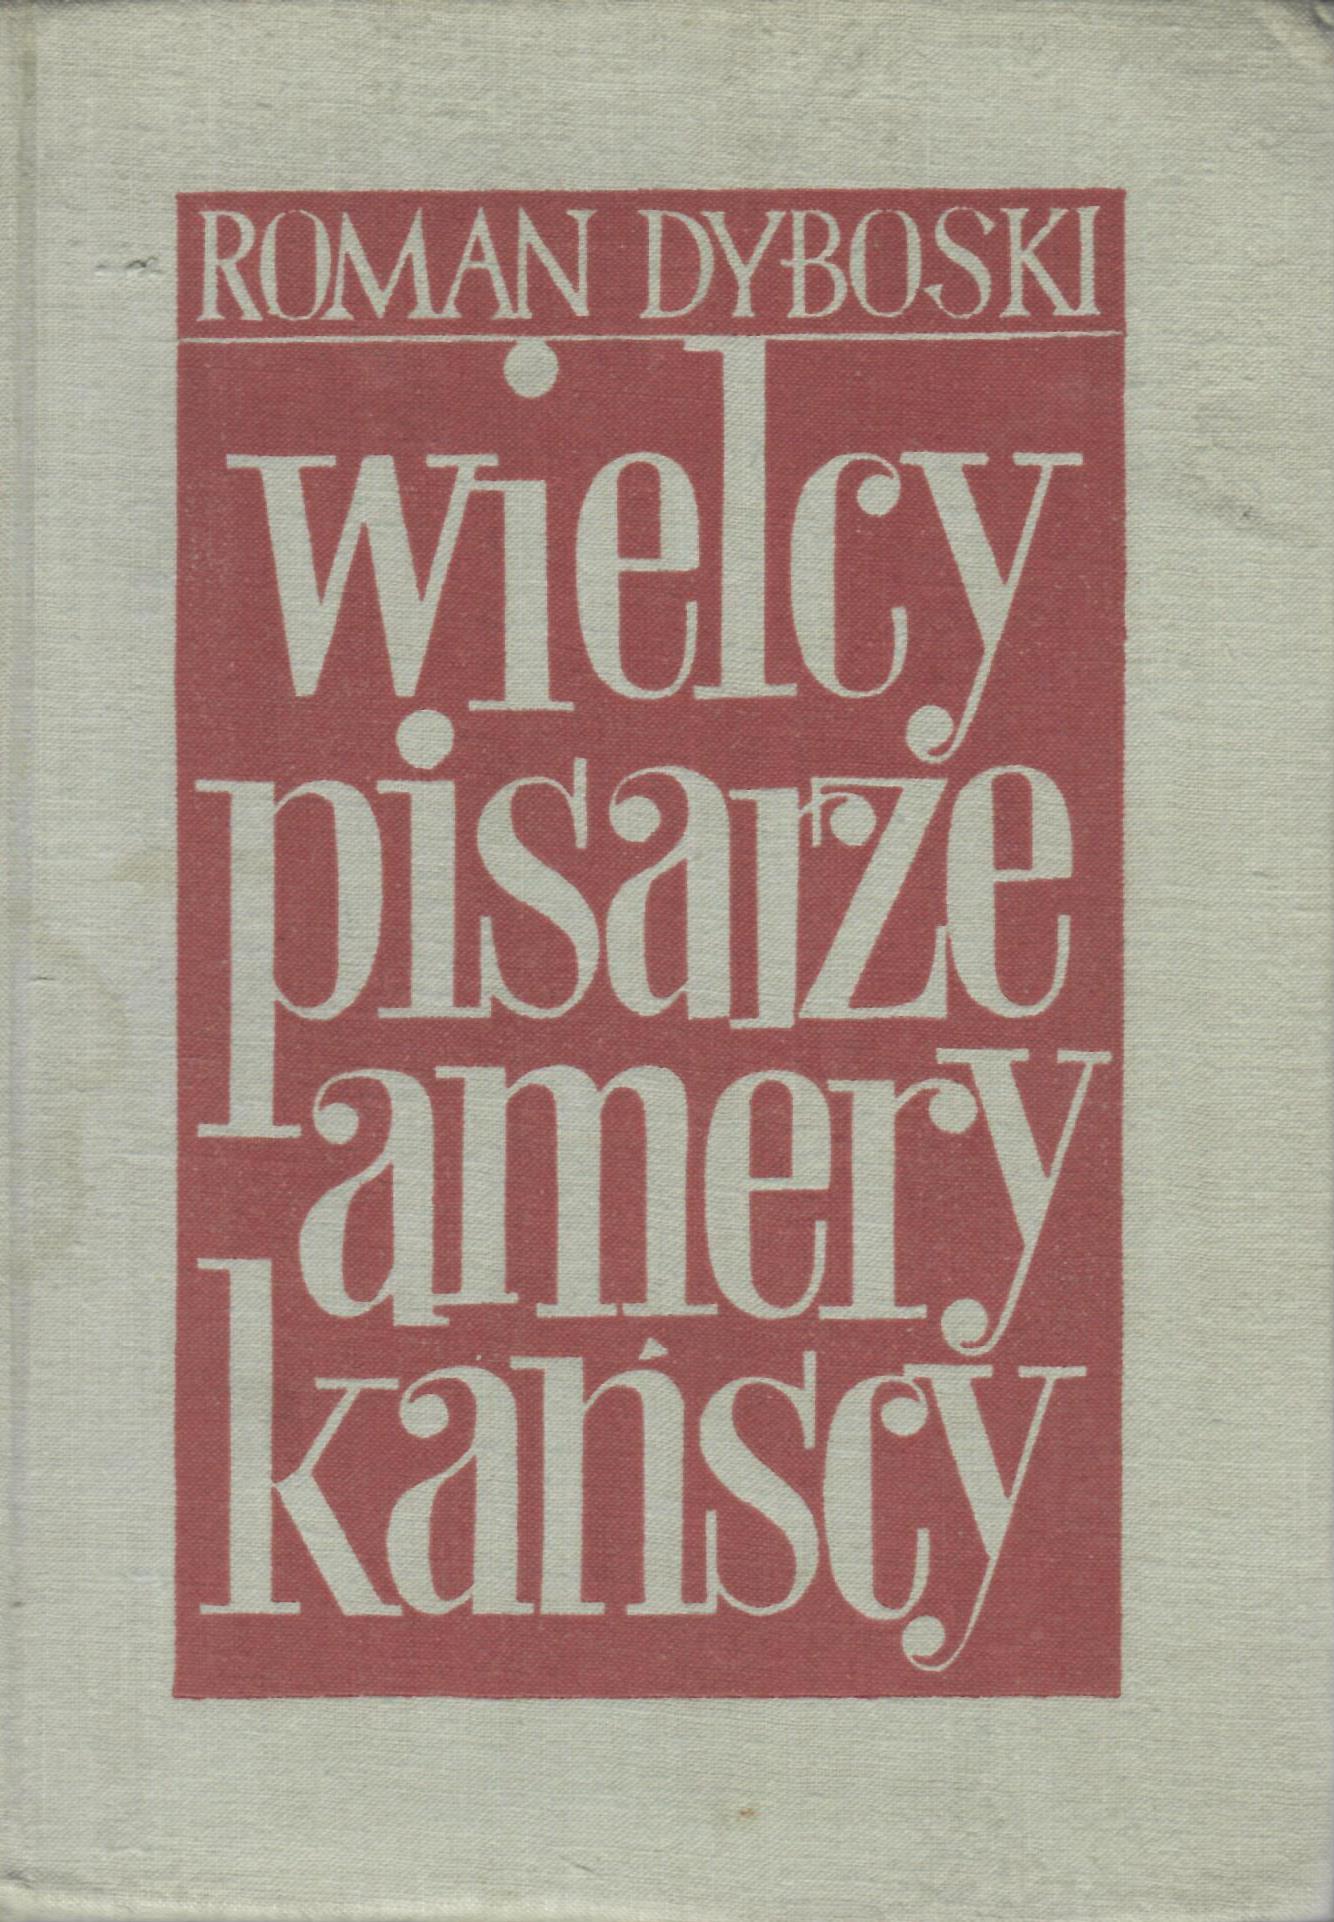 ROMAN DYBOSKI
wielcy
pisarze
amery
kańscy